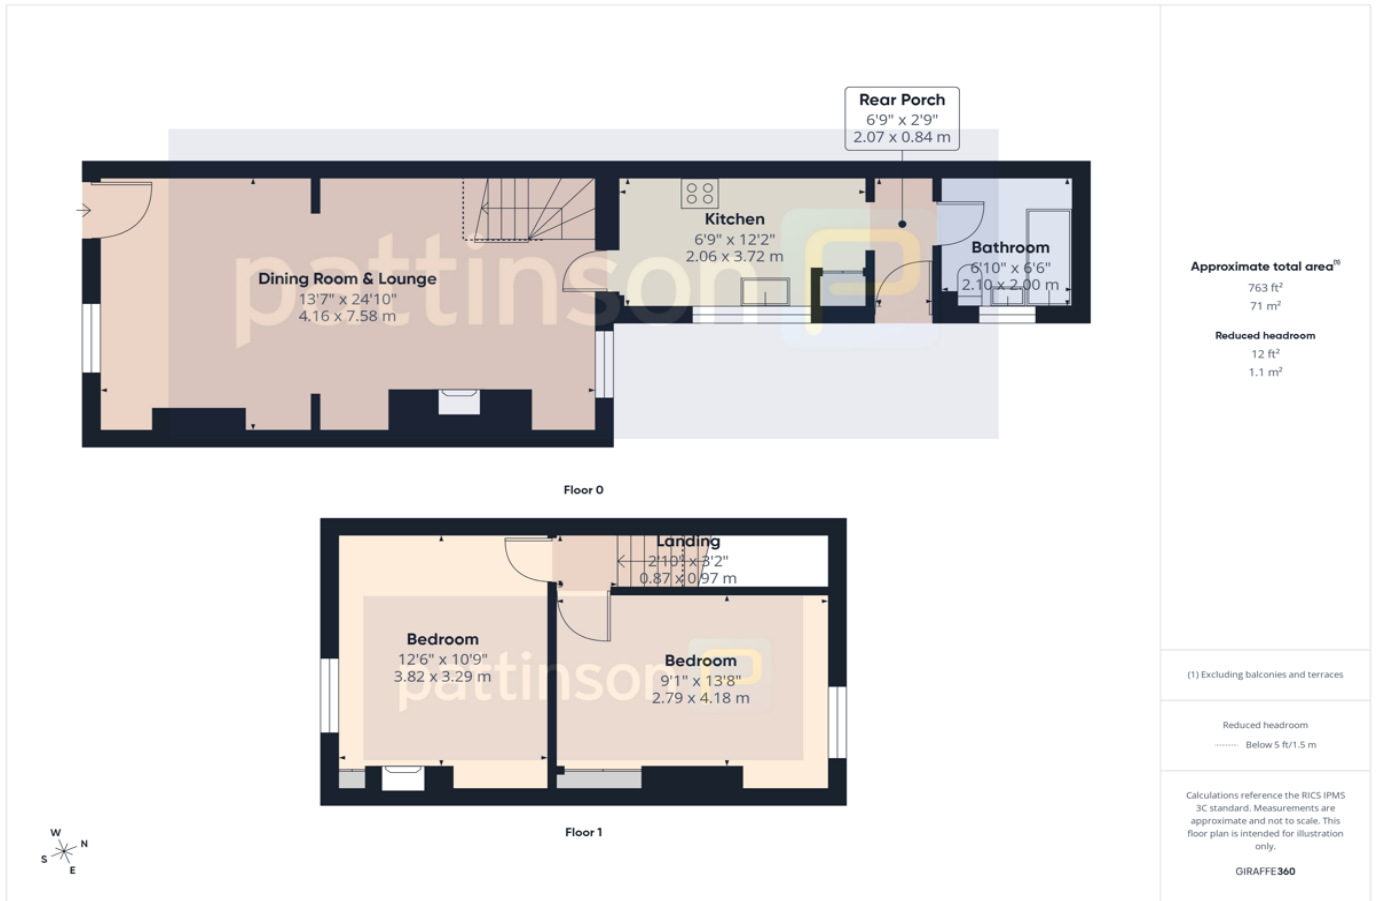 Rear Porch
6'9" x 2'9"
2.07 x 0.84 m
Kitchen
6'9" x 12'2"
2.06 x 3.72 m
Bathroom
6'10" x 6'6"
2.10 x 2.00 m
Dining Room & Lounge
13'7" x 24'10"
4.16 x 7.58 m
pattinson
Floor 0
Landing
2'10" x 3'2"
0.87 x 0.97 m
Bedroom
12'6" x 10'9"
3.82 x 3.29 m
Bedroom
9'1" x 13'8"
2.79 x 4.18 m
pattinson
Floor 1
W
N
S
E
Approximate total area(1)
763 ft²
71 m²
Reduced headroom
12 ft²
1.1 m²
(1) Excluding balconies and terraces
Reduced headroom
Below 5 ft/1.5 m
Calculations reference the RICS IPMS
3C standard. Measurements are
approximate and not to scale. This
floor plan is intended for illustration
only.
GIRAFFE360